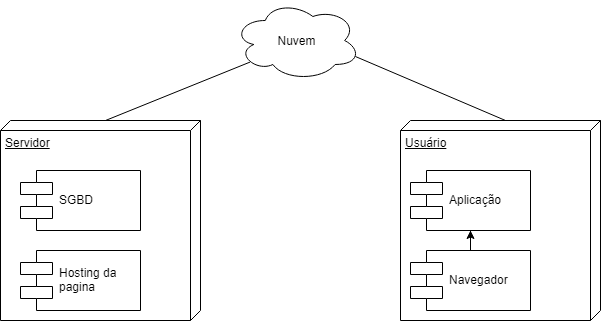 Nuvem
Servidor
SGBD
Hosting da
pagina
Usuário
Aplicação
Navegador